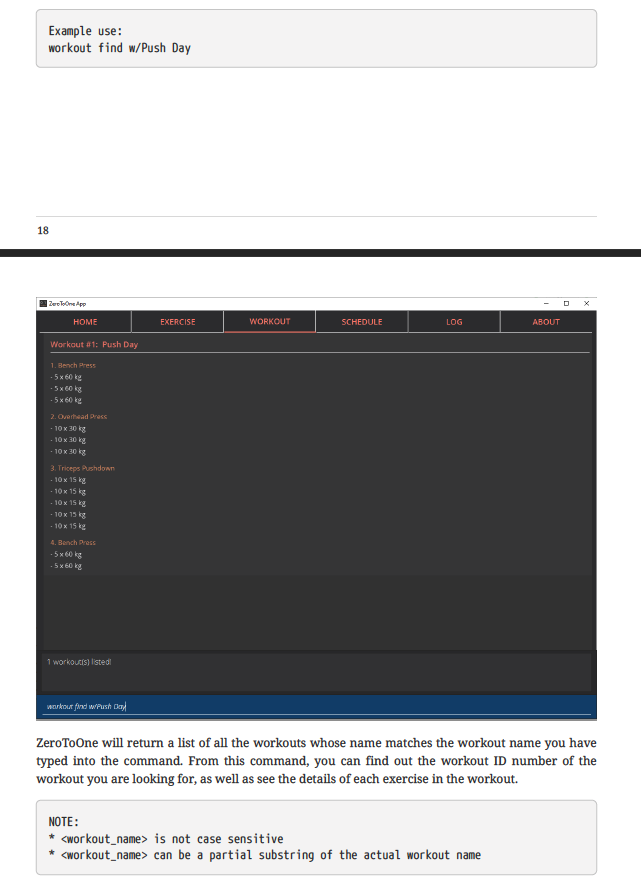 Example use:
workout find w/Push Day
18
ZeroToOne App
HOME EXERCISE WORKOUT SCHEDULE LOG ABOUT
Workout #1: Push Day
1. Bench Press
- 5 x 60 kg
- 5 x 60 kg
- 5 x 60 kg
2. Overhead Press
- 10 x 30 kg
- 10 x 30 kg
- 10 x 30 kg
3. Triceps Pushdown
- 10 x 15 kg
- 10 x 15 kg
- 10 x 15 kg
- 10 x 15 kg
- 10 x 15 kg
4. Bench Press
- 5 x 60 kg
- 5 x 60 kg
1 workout(s) listed!
workout find w/Push Day
ZeroToOne will return a list of all the workouts whose name matches the workout name you have
typed into the command. From this command, you can find out the workout ID number of the
workout you are looking for, as well as see the details of each exercise in the workout.
NOTE:
* <workout_name> is not case sensitive
* <workout_name> can be a partial substring of the actual workout name